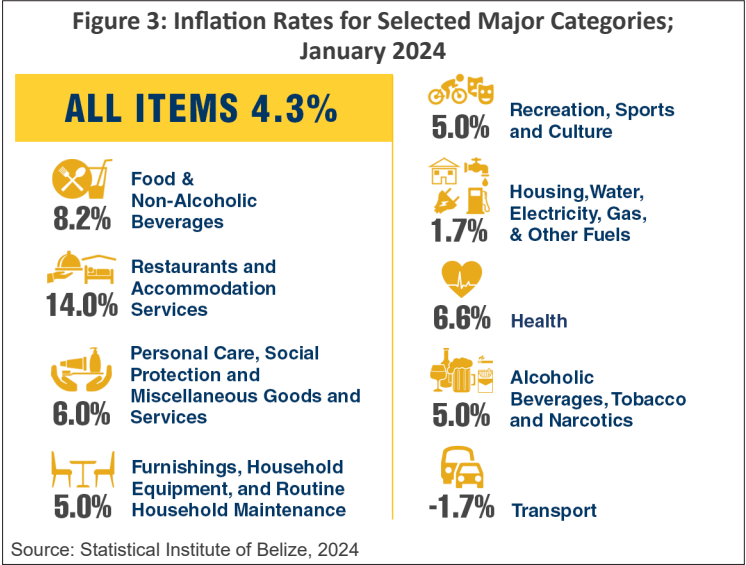 Figure 3: Inflation Rates for Selected Major Categories;
January 2024
ALL ITEMS 4.3%
8.2%
Food &
Non-Alcoholic
Beverages
14.0%
Restaurants and
Accommodation
Services
6.0%
Personal Care, Social
Protection and
Miscellaneous Goods and
Services
5.0%
Furnishings, Household
Equipment, and Routine
Household Maintenance
5.0%
Recreation, Sports
and Culture
1.7%
Housing,Water,
Electricity, Gas,
& Other Fuels
6.6%
Health
5.0%
Alcoholic
Beverages, Tobacco
and Narcotics
-1.7%
Transport
Source: Statistical Institute of Belize, 2024